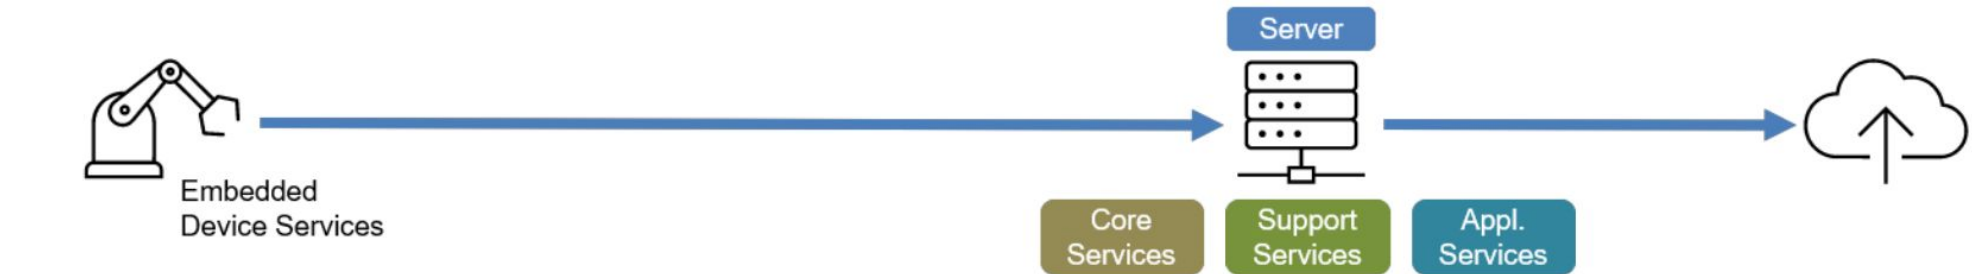 Server
Embedded
Device Services
Core
Services
Support
Services
Appl.
Services